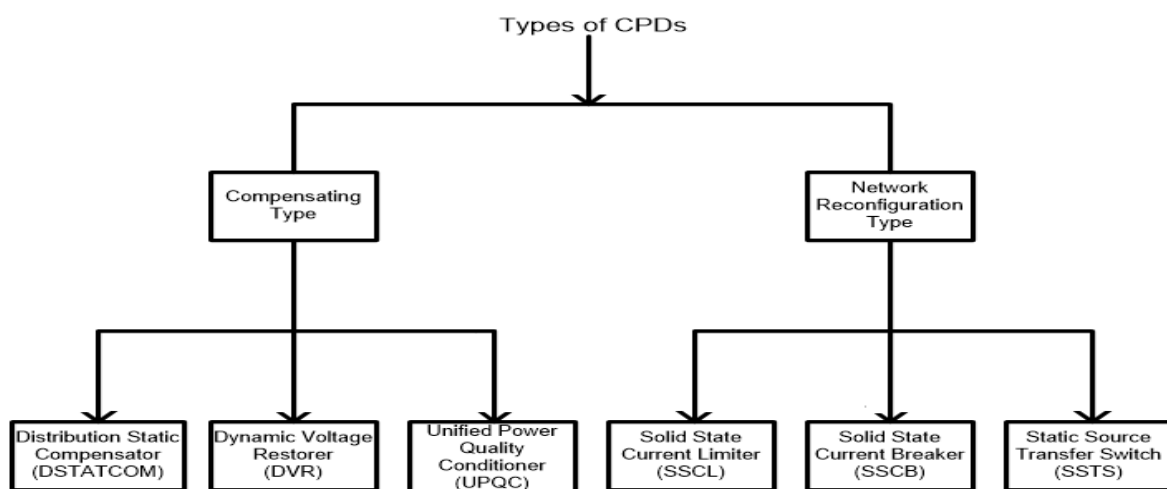 Types of CPDs
Compensating
Type
Network
Reconfiguration
Type
Distribution Static
Compensator
(DSTATCOM)
Dynamic Voltage
Restorer
(DVR)
Unified Power
Quality
Conditioner
(UPQC)
Solid State
Current Limiter
(SSCL)
Solid State
Current Breaker
(SSCB)
Static Source
Transfer Switch
(SSTS)